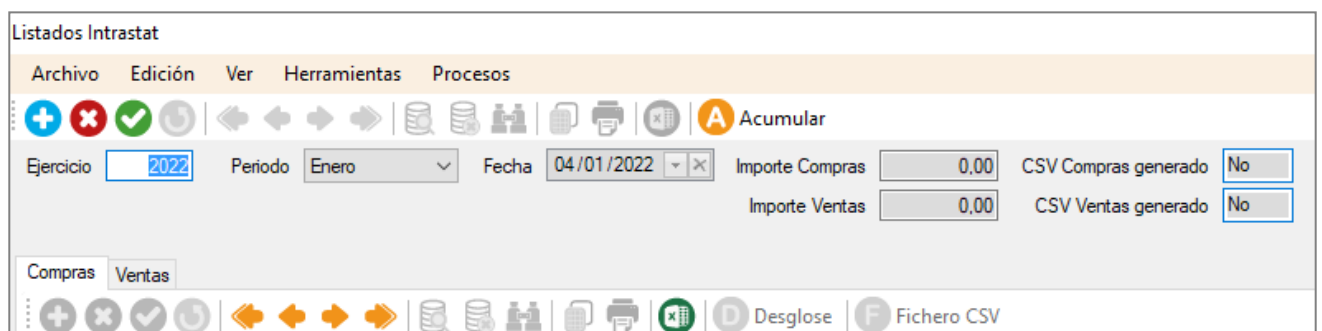 Listados Intrastat
Archivo Edición Ver Herramientas Procesos
A Acumular
Ejercicio 2022 Periodo Enero Fecha 04/01/2022 Importe Compras 0,00 CSV Compras generado No
Importe Ventas 0,00 CSV Ventas generado No
Compras Ventas
D Desglose F Fichero CSV